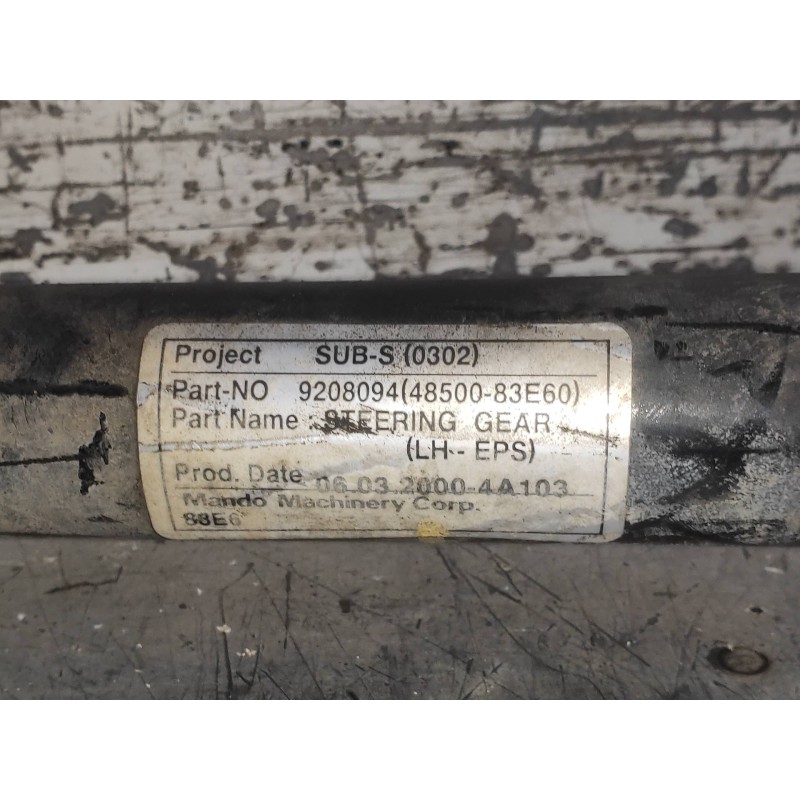 Project SUB-S (0302)
Part-NO 9208094(48500-83E60)
Part Name : STEERING GEAR
(LH-- EPS)
Prod. Date 06.03.2000-4A103
Mando Machinery Corp.
83E6